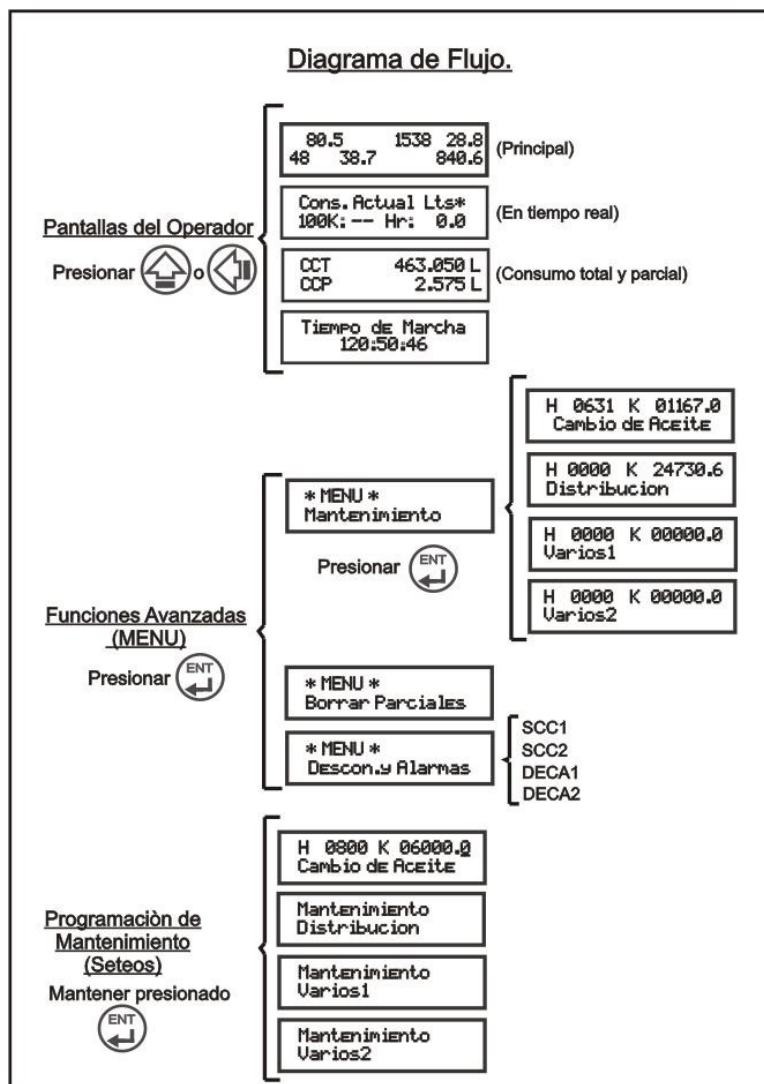 Diagrama de Flujo.
Pantallas del Operador
Presionar o
80.5 1538 28.8
48 38.7 840.6
(Principal)
Cons.Actual Lts*
100K:-- Hr: 0.0
(En tiempo real)
CCT 463.050 L
CCP 2.575 L
(Consumo total y parcial)
Tiempo de Marcha
120:50:46
Funciones Avanzadas
(MENU)
Presionar ENT
* MENU *
Mantenimiento
Presionar ENT
H 0631 K 01167.0
Cambio de Aceite
H 0000 K 24730.6
Distribucion
H 0000 K 00000.0
Varios1
H 0000 K 00000.0
Varios2
* MENU *
Borrar Parciales
* MENU *
Descon.y Alarmas
SCC1
SCC2
DECA1
DECA2
Programaciòn de
Mantenimiento
(Seteos)
Mantener presionado
ENT
H 0800 K 06000.0
Cambio de Aceite
Mantenimiento
Distribucion
Mantenimiento
Varios1
Mantenimiento
Varios2